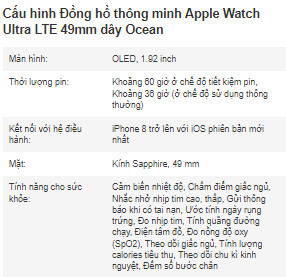 Cấu hình Đồng hồ thông minh Apple Watch
Ultra LTE 49mm dây Ocean
Màn hình:
OLED, 1.92 inch
Thời lượng pin:
Khoảng 60 giờ ở chế độ tiết kiệm pin,
Khoảng 36 giờ (ở chế độ sử dụng thông
thường)
Kết nối với hệ điều
hành:
iPhone 8 trở lên với iOS phiên bản mới
nhất
Mặt:
Kính Sapphire, 49 mm
Tính năng cho sức
khỏe:
Cảm biến nhiệt độ, Chấm điểm giấc ngủ,
Nhắc nhở nhịp tim cao, thấp, Gửi thông
báo khi có tai nạn, Ước tính ngày rụng
trứng, Đo nhịp tim, Tính quãng đường
chạy, Điện tâm đồ, Đo nồng độ oxy
(SpO2), Theo dõi giấc ngủ, Tính lượng
calories tiêu thụ, Theo dõi chu kì kinh
nguyệt, Đếm số bước chân